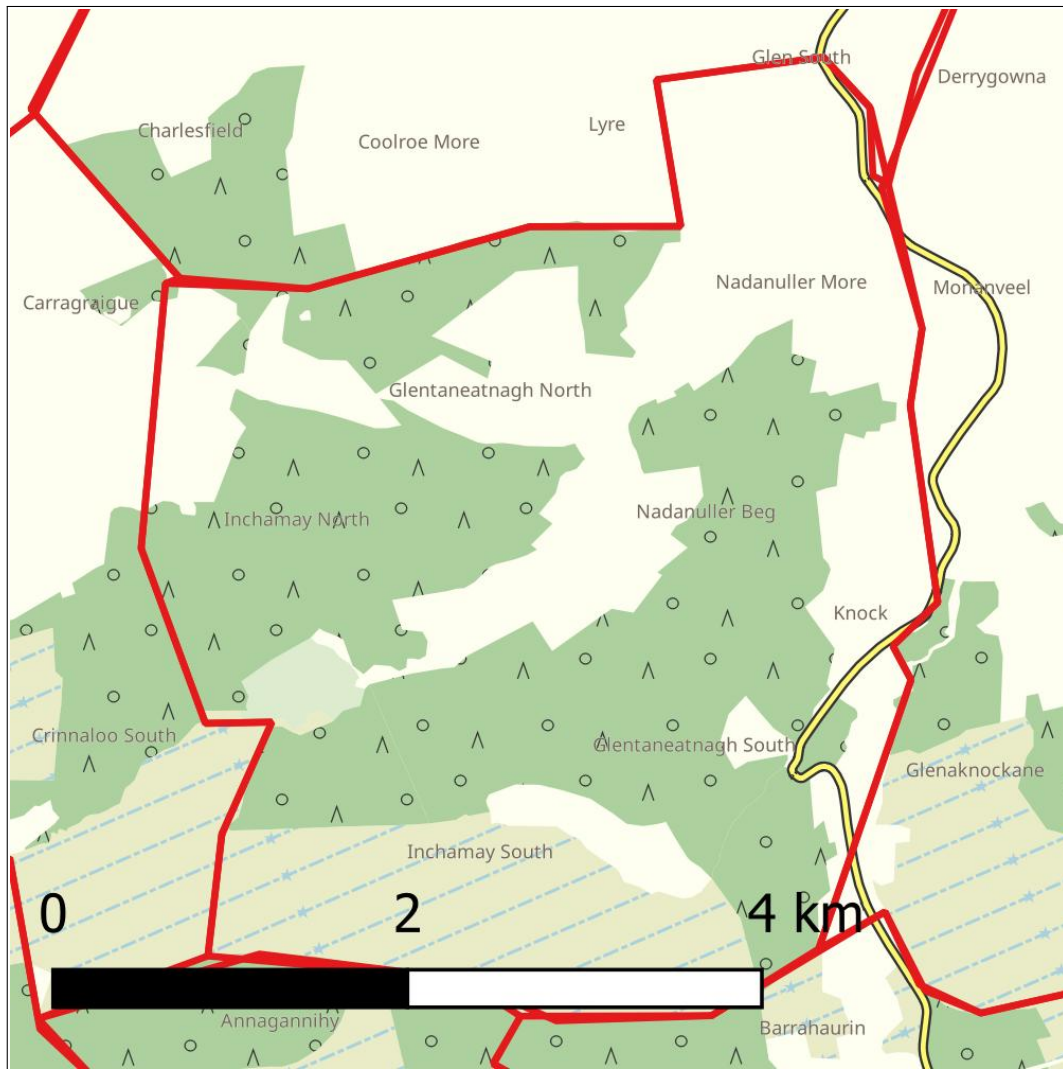 Glen South
Derrygowna
Charlesfield
Coolroe More
Lyre
Nadanuller More
Monanveel
Carragraigue
Glentaneatnagh North
Inchamay North
Nadanuller Beg
Knock
Crinnaloo South
Glentaneatnagh South
Glenaknockane
Inchamay South
0
2
4 km
Annagannihy
Barrahaurin